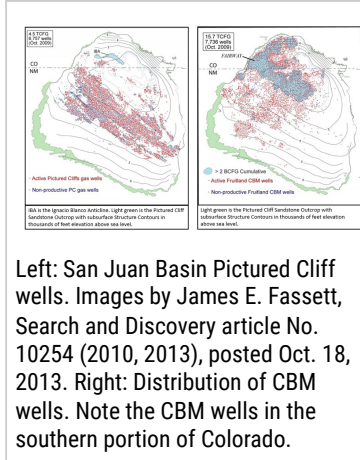 4.5 TCFG
6,757 wells
(Oct. 2009)
IBA
CO
NM
· Active Pictured Cliffs gas wells
· Non-productive PC gas wells
IBA is the Ignacio Blanco Anticline. Light green is the Pictured Cliff
Sandstone Outcrop with subsurface Structure Contours in
thousands of feet elevation above sea level.
15.7 TCFG
7,736 wells
(Oct. 2009)
FAIRWAY
CO
NM
> 2 BCFG Cumulative
· Active Fruitland CBM wells
· Non-productive Fruitland CBM wells
Light green is the Pictured Cliff Sandstone Outcrop with
subsurface Structure Contours in thousands of feet elevation
above sea level.
Left: San Juan Basin Pictured Cliff
wells. Images by James E. Fassett,
Search and Discovery article No.
10254 (2010, 2013), posted Oct. 18,
2013. Right: Distribution of CBM
wells. Note the CBM wells in the
southern portion of Colorado.